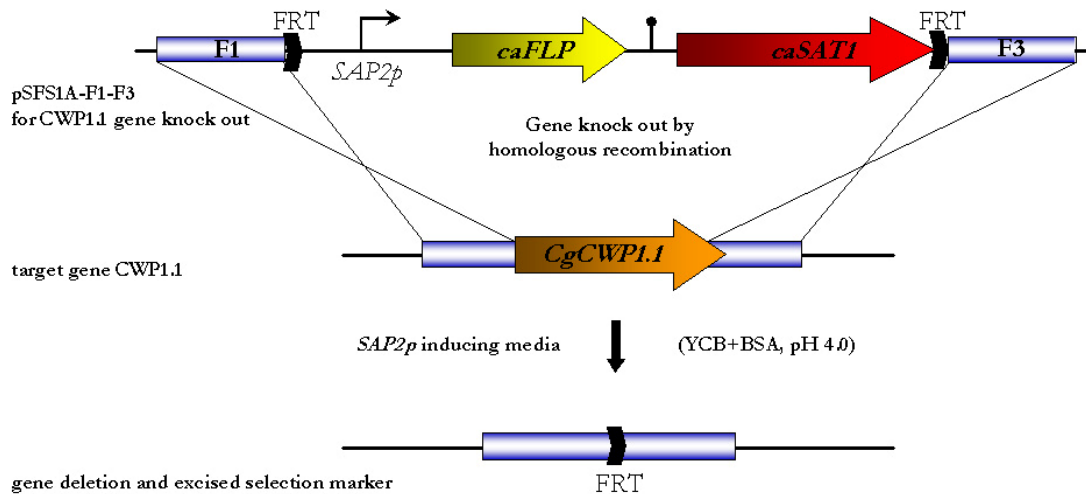 FRT
FRT
F1
SAP2p
caFLP
caSAT1
F3
pSFS1A-F1-F3
for CWP1.1 gene knock out
Gene knock out by
homologous recombination
CgCWP1.1
target gene CWP1.1
SAP2p inducing media
(YCB+BSA, pH 4.0)
gene deletion and excised selection marker
FRT